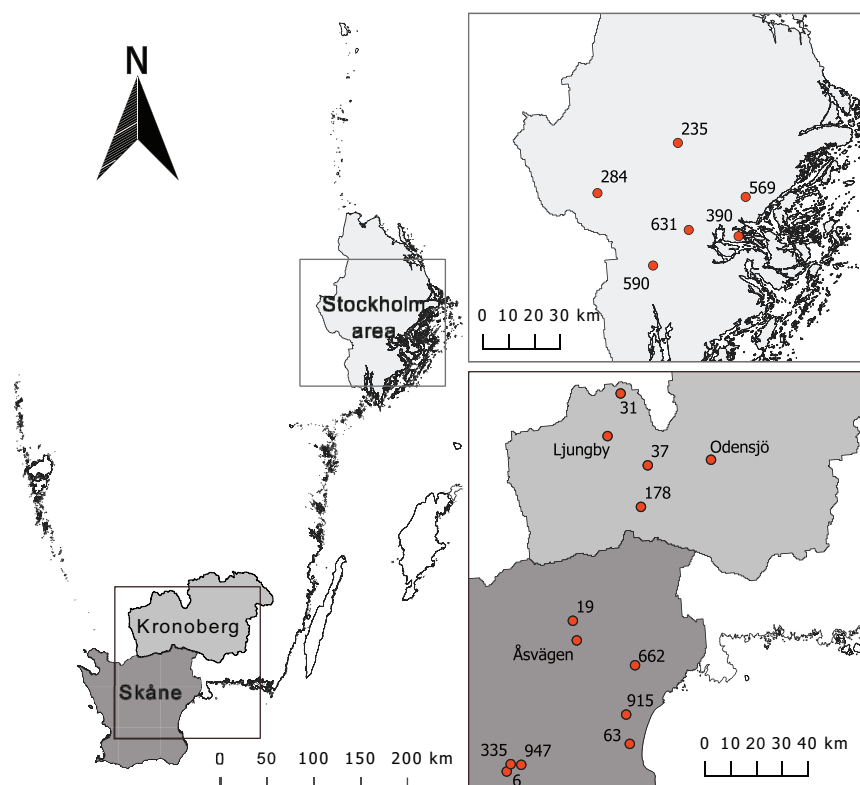 N
Stockholm
area
Kronoberg
Skåne
0 50 100 150 200 km
235
284
569
631 390
590
0 10 20 30 km
31
Ljungby
37 Odensjö
178
19
Åsvägen
662
915
63
335 947
6
0 10 20 30 40 km